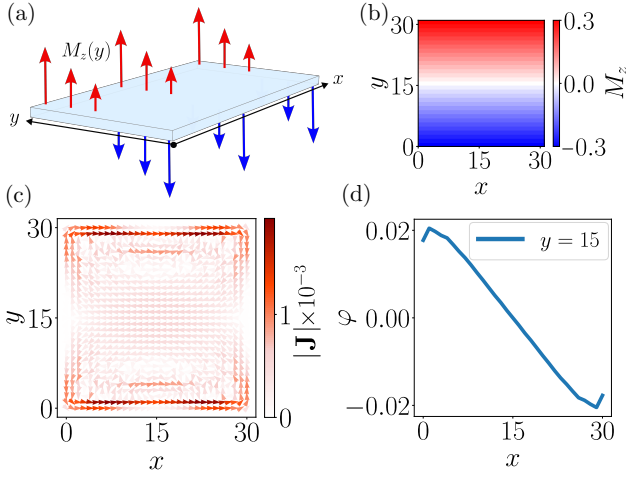 (a)
M_z(y)
x
y
(b)
30
15
0
y
0 15 30
x
0.3
0.0
−0.3
M_z
(c)
30
15
0
y
0 15 30
x
1
0
|J|×10⁻³
(d)
0.02
0.00
−0.02
φ
y = 15
0 15 30
x